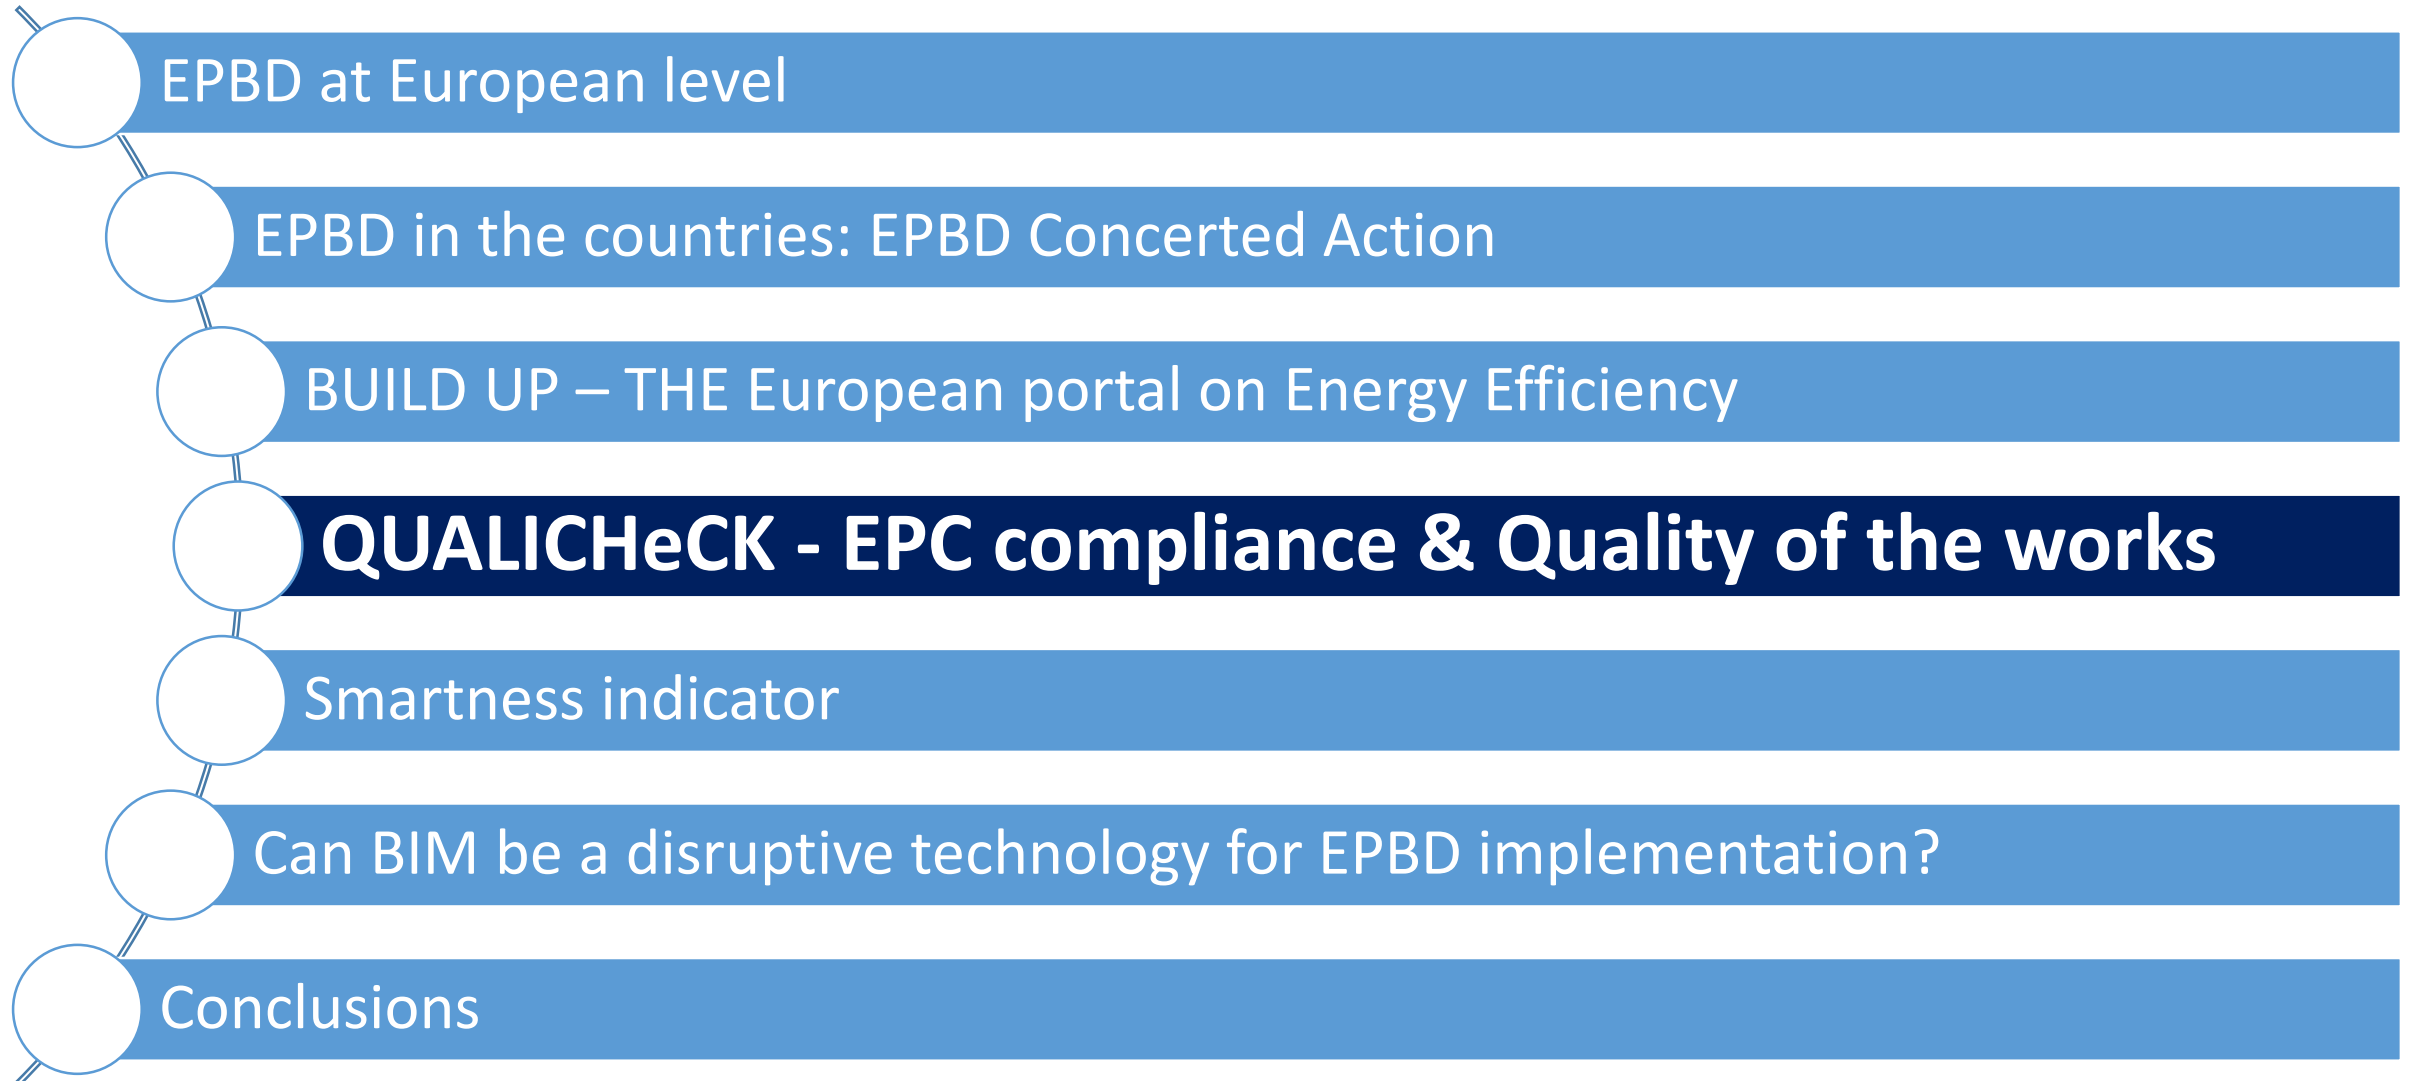 EPBD at European level
EPBD in the countries: EPBD Concerted Action
BUILD UP – THE European portal on Energy Efficiency
QUALICHeCK - EPC compliance & Quality of the works
Smartness indicator
Can BIM be a disruptive technology for EPBD implementation?
Conclusions